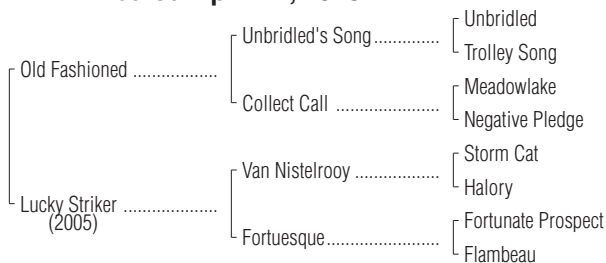 Unbridled
Unbridled's Song
Trolley Song
Old Fashioned
Meadowlake
Collect Call
Negative Pledge
Storm Cat
Van Nistelrooy
Halory
Lucky Striker
(2005)
Fortunate Prospect
Fortuesque
Flambeau